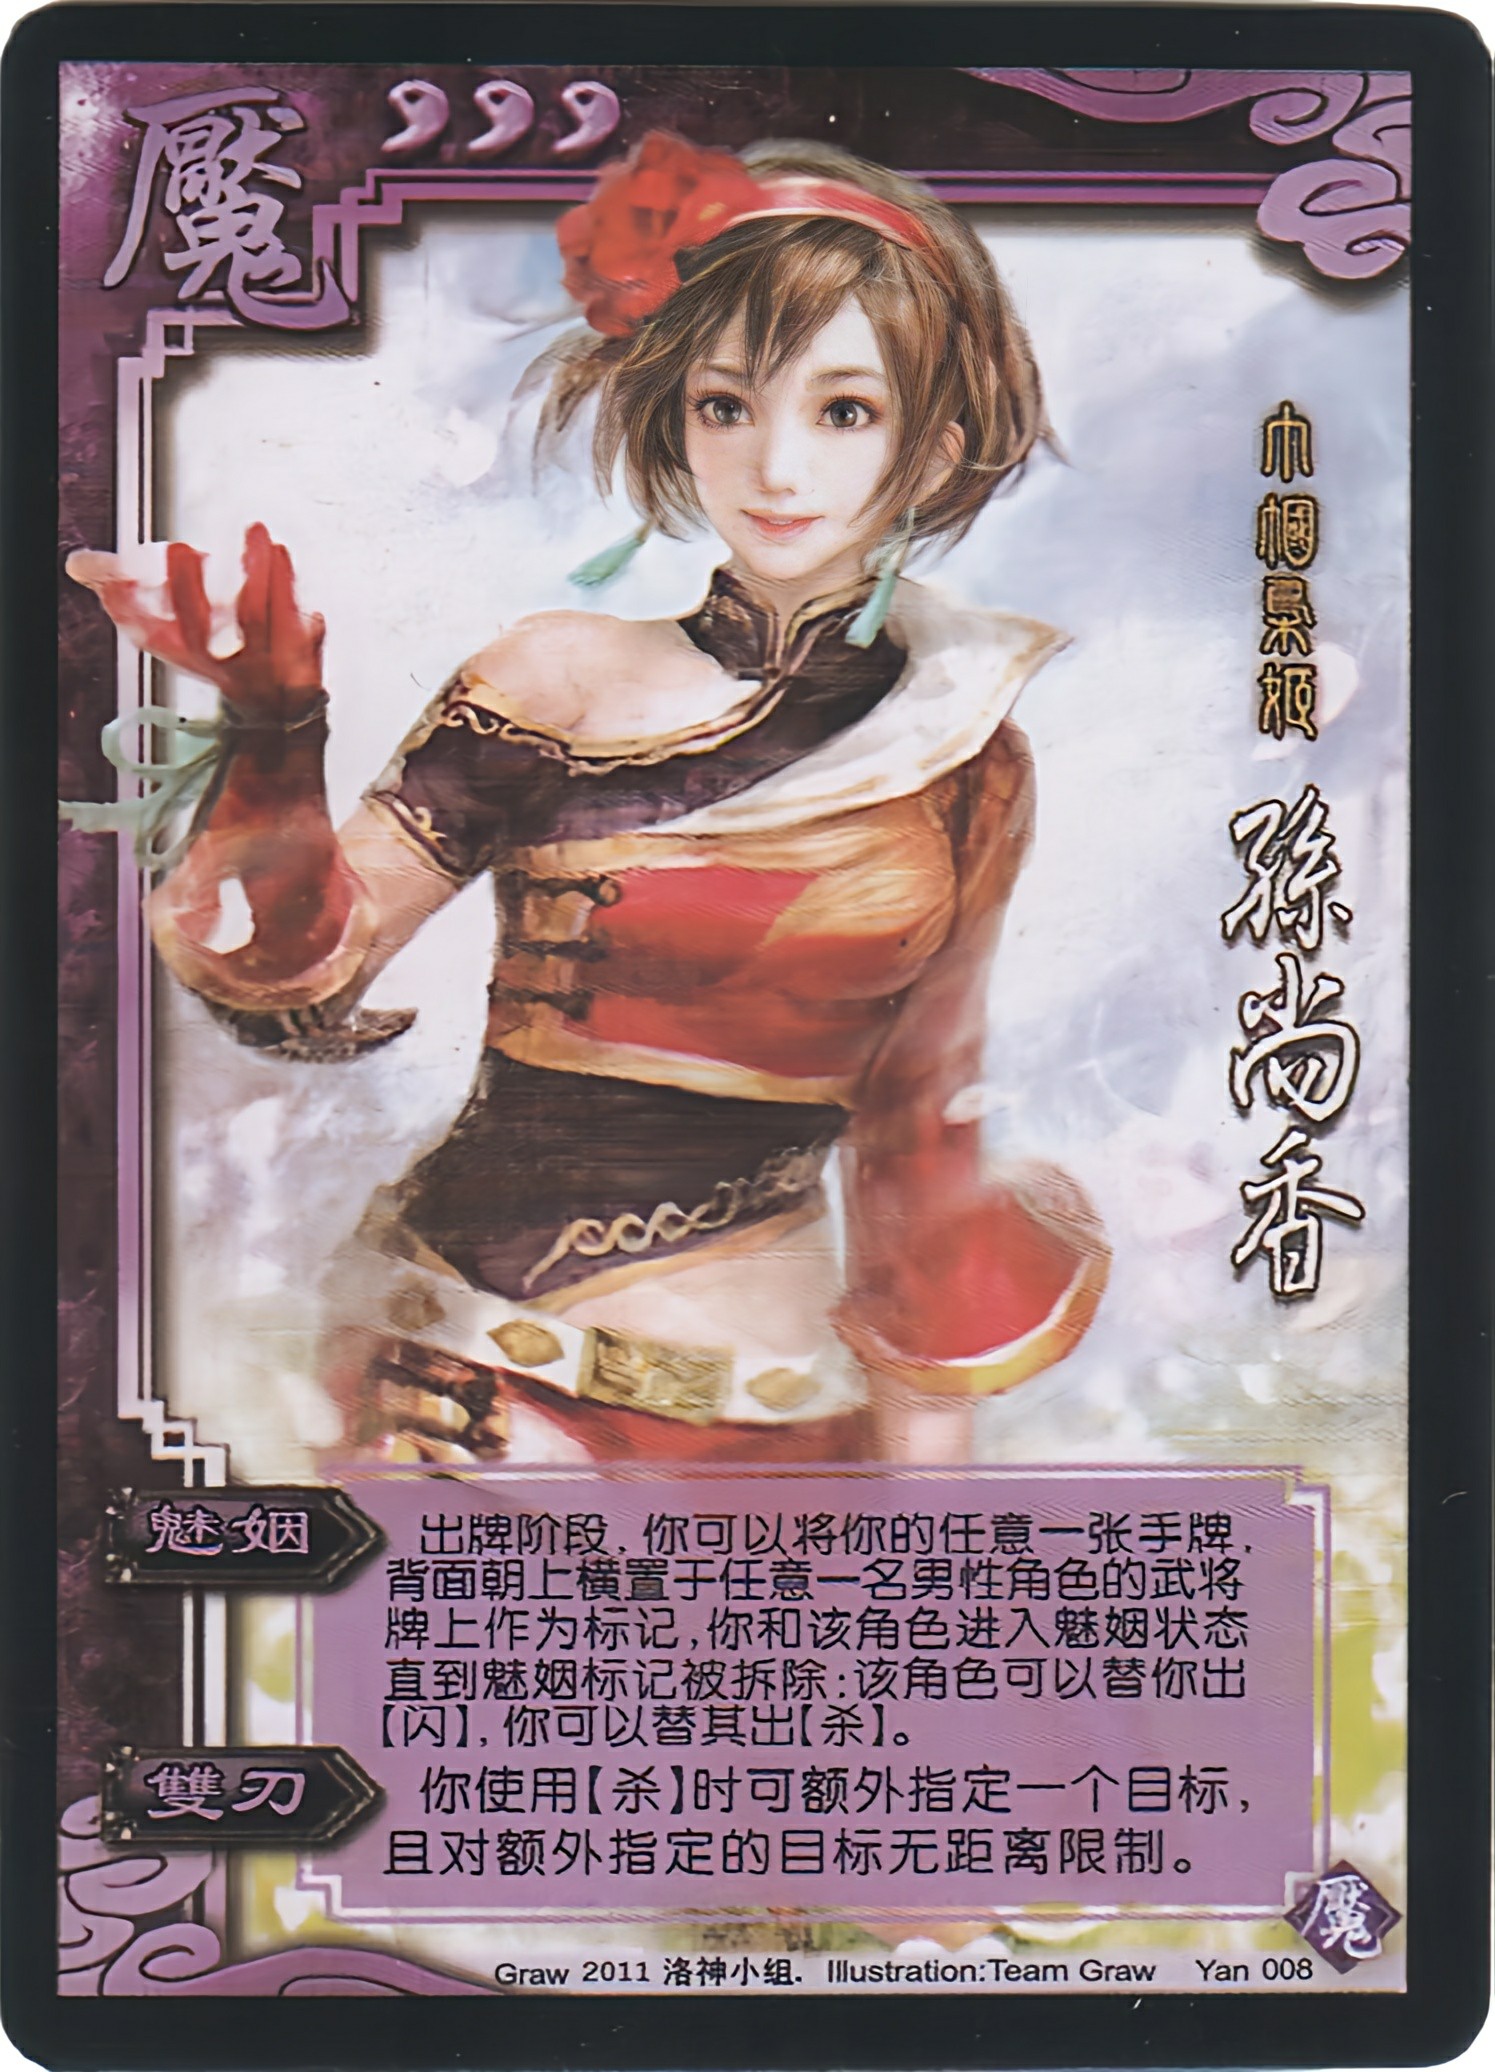 魘
巾帼枭姬
孫尚香
魅姻
出牌阶段,你可以将你的任意一张手牌,
背面朝上横置于任意一名男性角色的武将
牌上作为标记,你和该角色进入魅姻状态
直到魅姻标记被拆除:该角色可以替你出
【闪】,你可以替其出【杀】。
雙刃
你使用【杀】时可额外指定一个目标,
且对额外指定的目标无距离限制。
魘
Graw 2011 洛神小组. Illustration:Team Graw Yan 008